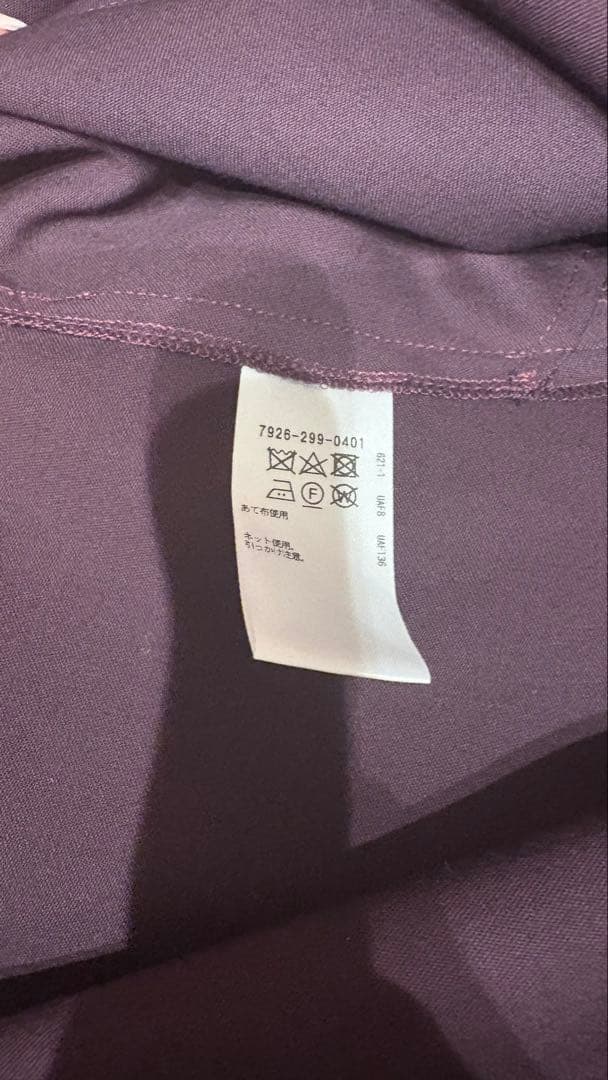 7926-299-0401
F W
あて布使用
ネット使用。
引っかけ注意。
621-1 UAF8 UAF136